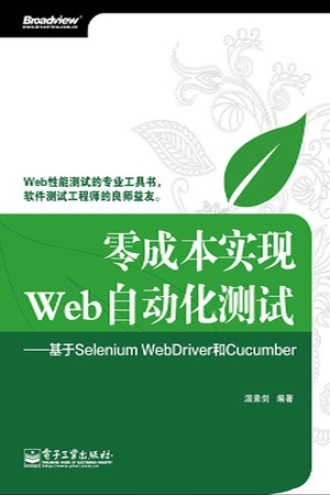 Broadview®
Web性能测试的专业工具书，
软件测试工程师的良师益友。
零成本实现
Web自动化测试
——基于Selenium WebDriver和Cucumber
温素剑 编著
電子工業出版社